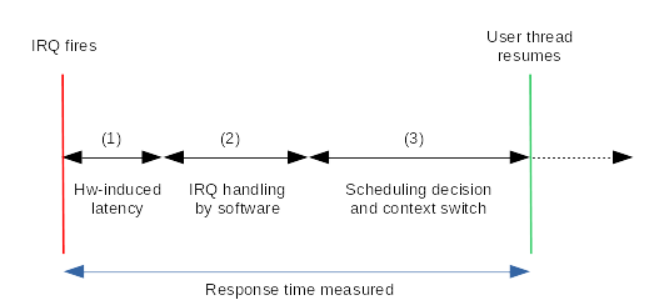 IRQ fires
User thread
resumes
(1)
(2)
(3)
Hw-induced
latency
IRQ handling
by software
Scheduling decision
and context switch
Response time measured